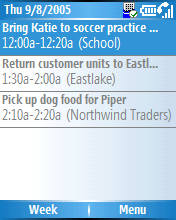 Thu 9/8/2005
Bring Katie to soccer practice ...
12:00a-12:20a (School)
Return customer units to Eastl...
1:30a-2:00a (Eastlake)
Pick up dog food for Piper
2:10a-2:20a (Northwind Traders)
Week Menu